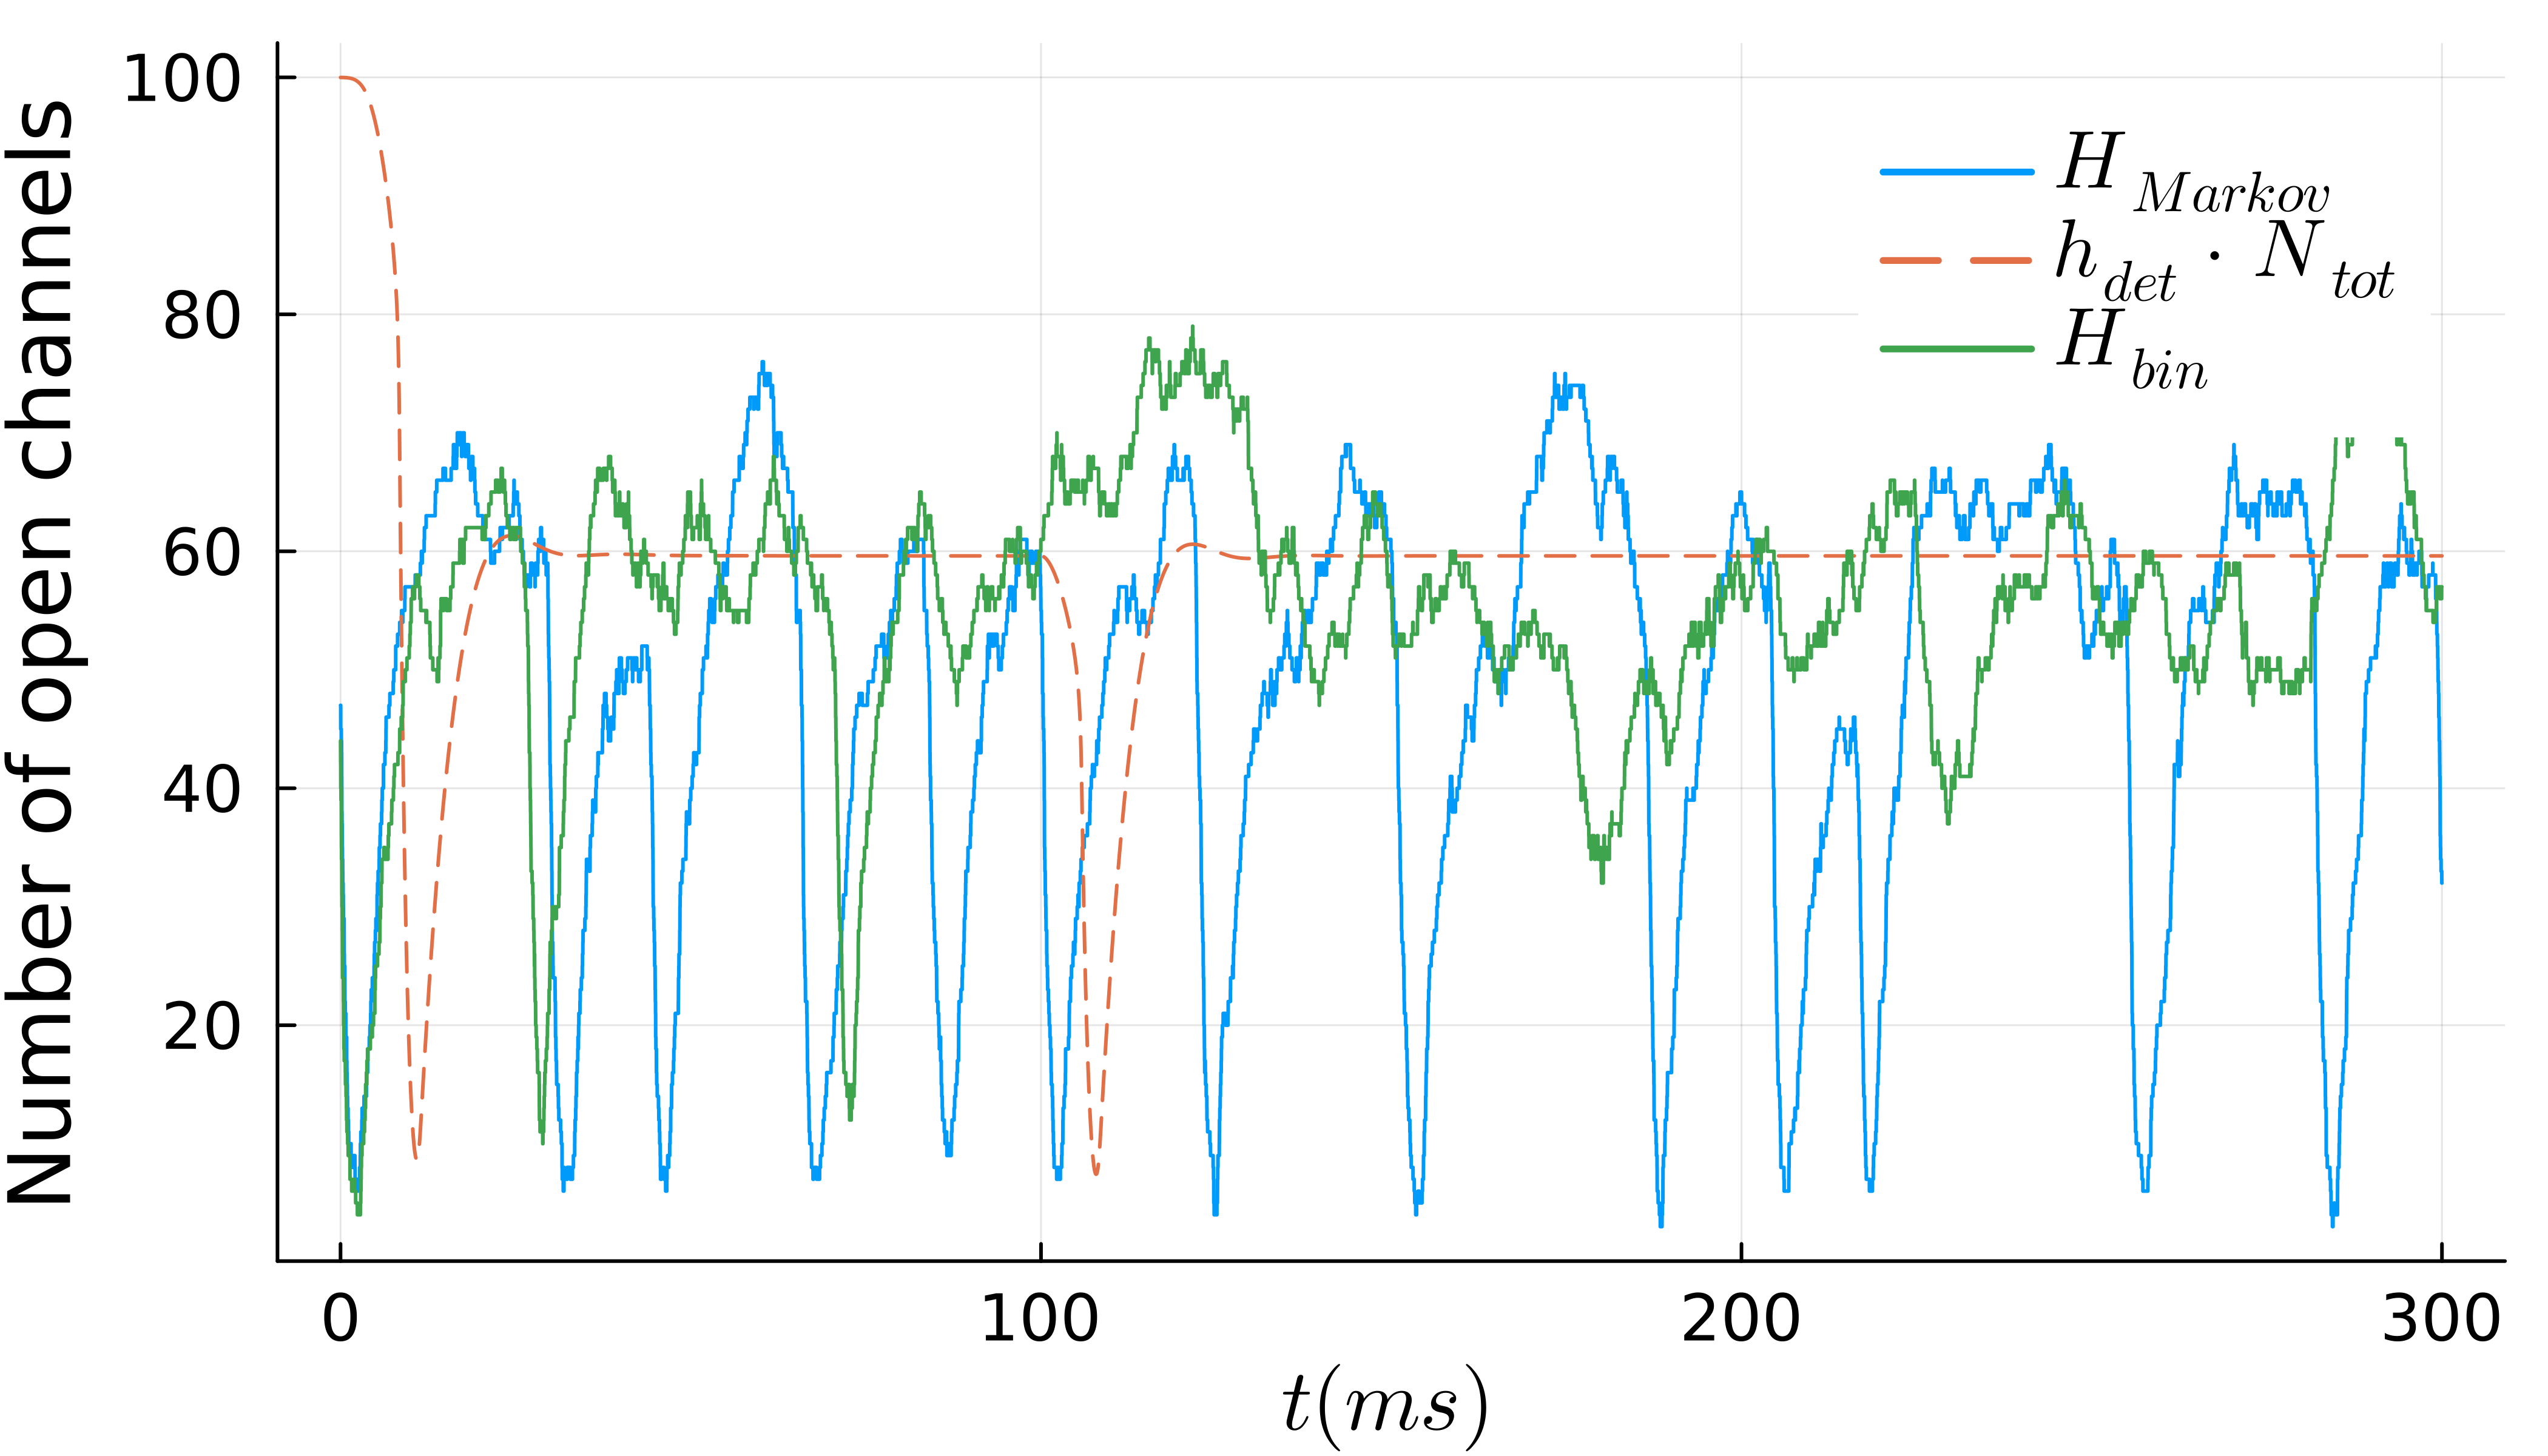 Number of open channels
100
80
60
40
20
0 100 200 300
t(ms)
H_Markov
h_det · N_tot
H_bin